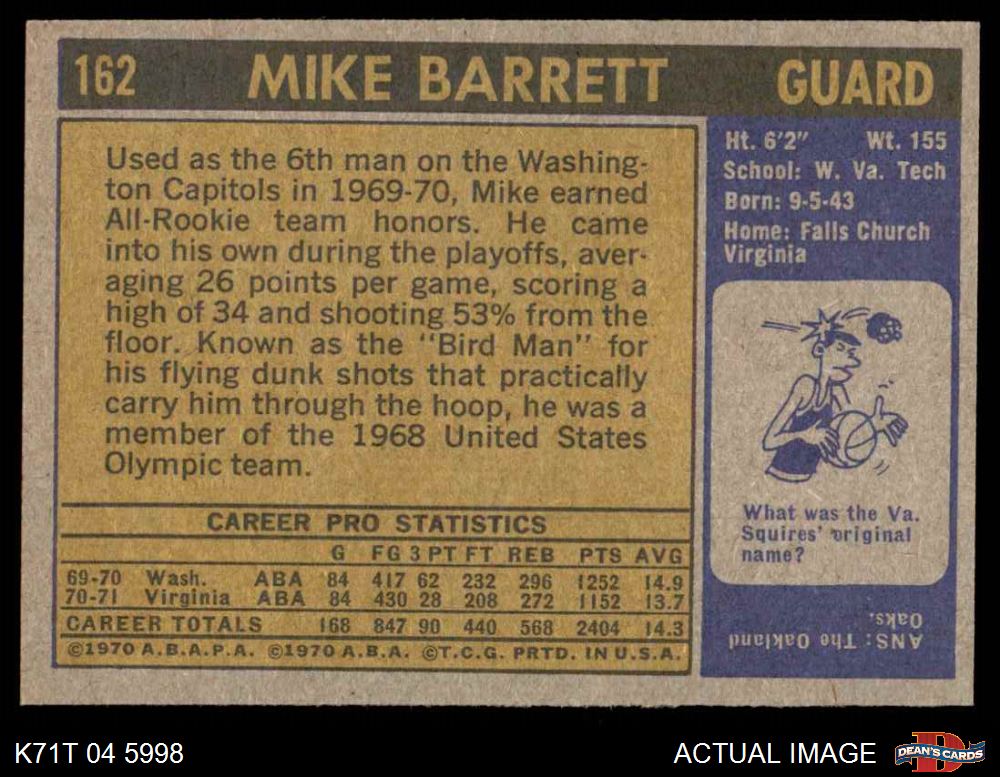 162 MIKE BARRETT GUARD
Used as the 6th man on the Washing-
ton Capitols in 1969-70, Mike earned
All-Rookie team honors. He came
into his own during the playoffs, aver-
aging 26 points per game, scoring a
high of 34 and shooting 53% from the
floor. Known as the "Bird Man" for
his flying dunk shots that practically
carry him through the hoop, he was a
member of the 1968 United States
Olympic team.
Ht. 6'2" Wt. 155
School: W. Va. Tech
Born: 9-5-43
Home: Falls Church
Virginia
What was the Va.
Squires' original
name?
ANS: The Oakland
Oaks.
CAREER PRO STATISTICS
G FG 3 PT FT REB PTS AVG
69-70 Wash. ABA 84 417 62 232 296 1252 14.9
70-71 Virginia ABA 84 430 28 208 272 1152 13.7
CAREER TOTALS 168 847 90 440 568 2404 14.3
©1970 A.B.A.P.A. ©1970 A.B.A. ©T.C.G. PRTD. IN U.S.A.
K71T 04 5998 ACTUAL IMAGE DEAN'S CARDS